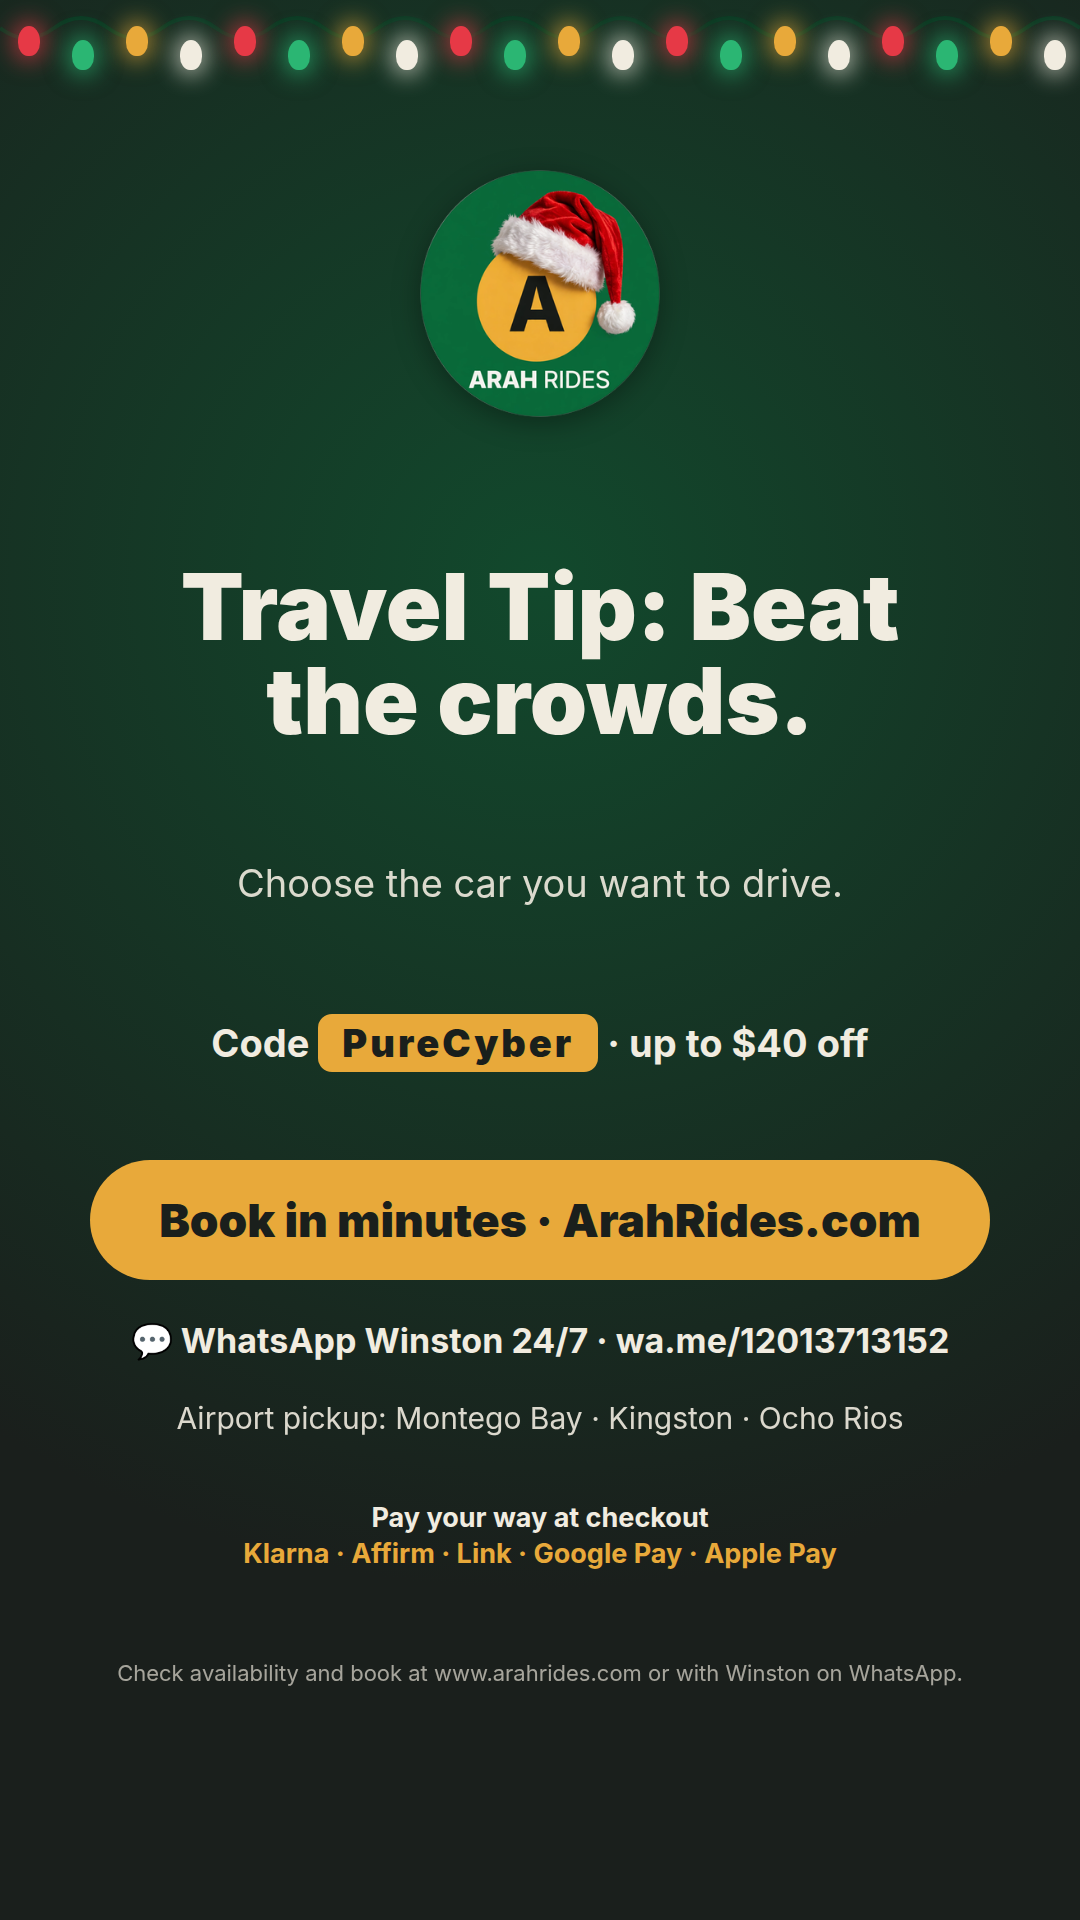 A
ARAH RIDES
Travel Tip: Beat
the crowds.
Choose the car you want to drive.
Code PureCyber · up to $40 off
Book in minutes · ArahRides.com
💬 WhatsApp Winston 24/7 · wa.me/12013713152
Airport pickup: Montego Bay · Kingston · Ocho Rios
Pay your way at checkout
Klarna · Affirm · Link · Google Pay · Apple Pay
Check availability and book at www.arahrides.com or with Winston on WhatsApp.